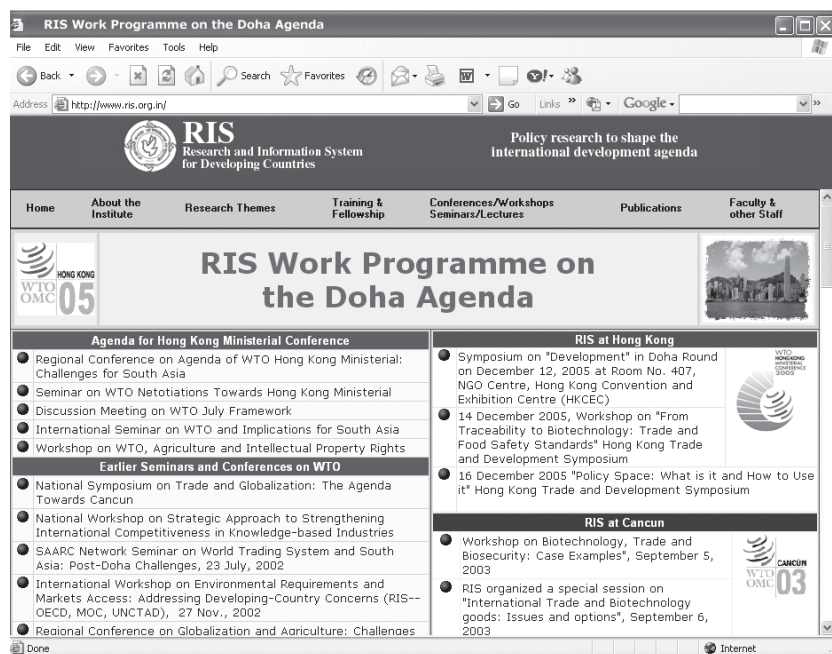 RIS Work Programme on the Doha Agenda
File Edit View Favorites Tools Help
Back Search Favorites
Address http://www.ris.org.in/ Go Links » Google »
RIS
Research and Information System
for Developing Countries
Policy research to shape the
international development agenda
Home
About the
Institute
Research Themes
Training &
Fellowship
Conferences/Workshops
Seminars/Lectures
Publications
Faculty &
other Staff
HONG KONG
WTO
OMC 05
RIS Work Programme on
the Doha Agenda
Agenda for Hong Kong Ministerial Conference
Regional Conference on Agenda of WTO Hong Kong Ministerial:
Challenges for South Asia
Seminar on WTO Netotiations Towards Hong Kong Ministerial
Discussion Meeting on WTO July Framework
International Seminar on WTO and Implications for South Asia
Workshop on WTO, Agriculture and Intellectual Property Rights
Earlier Seminars and Conferences on WTO
National Symposium on Trade and Globalization: The Agenda
Towards Cancun
National Workshop on Strategic Approach to Strengthening
International Competitiveness in Knowledge-based Industries
SAARC Network Seminar on World Trading System and South
Asia: Post-Doha Challenges, 23 July, 2002
International Workshop on Environmental Requirements and
Markets Access: Addressing Developing-Country Concerns (RIS--
OECD, MOC, UNCTAD), 27 Nov., 2002
Regional Conference on Globalization and Agriculture: Challenges
RIS at Hong Kong
Symposium on "Development" in Doha Round
on December 12, 2005 at Room No. 407,
NGO Centre, Hong Kong Convention and
Exhibition Centre (HKCEC)
WTO
HONGKONG
MINISTERIAL
CONFERENCE
2005
14 December 2005, Workshop on "From
Traceability to Biotechnology: Trade and
Food Safety Standards" Hong Kong Trade
and Development Symposium
16 December 2005 "Policy Space: What is it and How to Use
it" Hong Kong Trade and Development Symposium
RIS at Cancun
Workshop on Biotechnology, Trade and
Biosecurity: Case Examples", September 5,
2003
RIS organized a special session on
"International Trade and Biotechnology
goods: Issues and options", September 6,
2003
CANCÚN
WTO
OMC 03
Done Internet